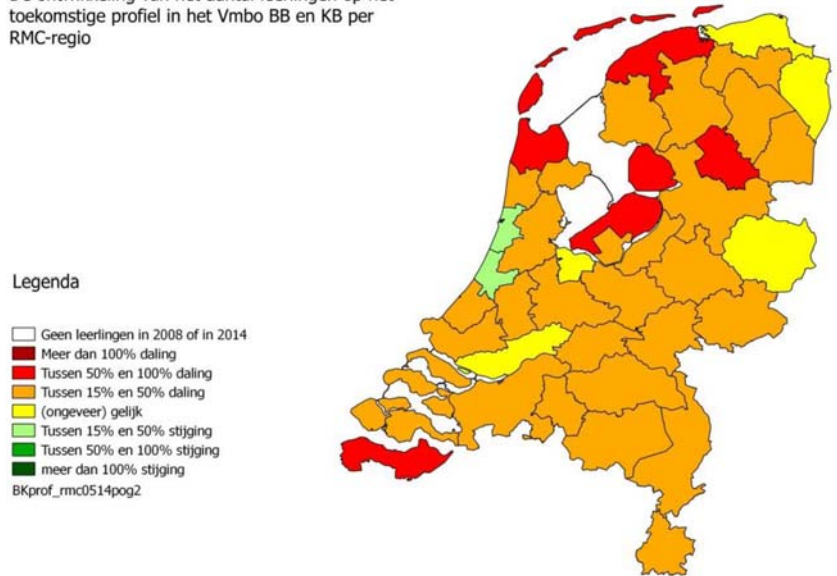 toekomstige profiel in het Vmbo BB en KB per
RMC-regio
Legenda
Geen leerlingen in 2008 of in 2014
Meer dan 100% daling
Tussen 50% en 100% daling
Tussen 15% en 50% daling
(ongeveer) gelijk
Tussen 15% en 50% stijging
Tussen 50% en 100% stijging
meer dan 100% stijging
BKprof_rmc0514pog2